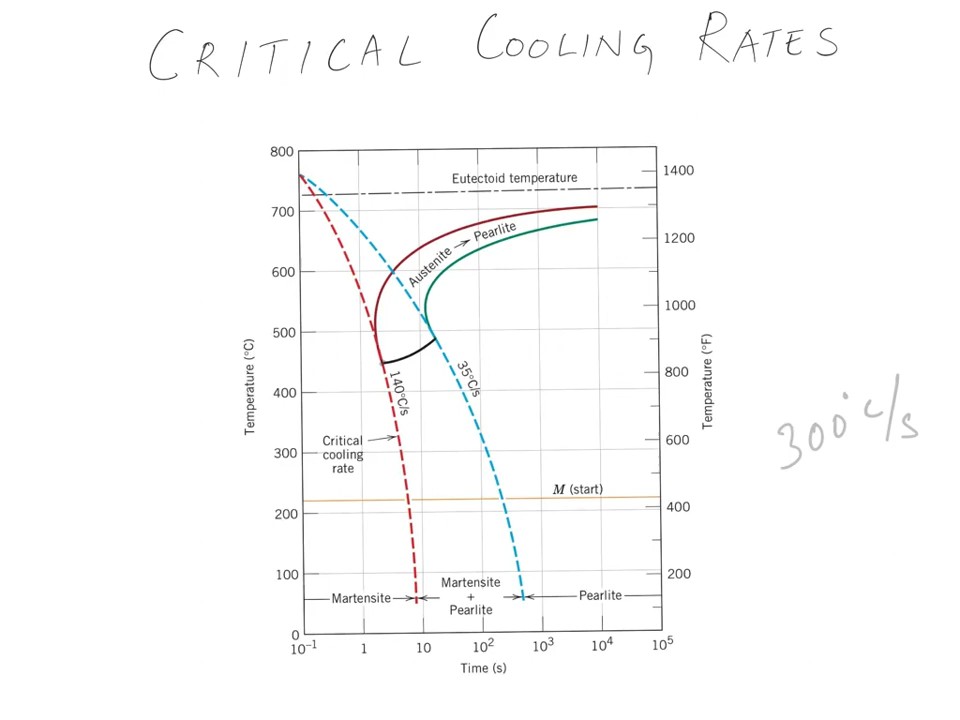 CRITICAL COOLING RATES
800
700
600
500
400
300
200
100
0
Temperature (°C)
1400
1200
1000
800
600
400
200
Temperature (°F)
Eutectoid temperature
Austenite → Pearlite
140°C/s
35°C/s
Critical
cooling
rate
M (start)
Martensite
Martensite
+
Pearlite
Pearlite
10⁻¹ 1 10 10² 10³ 10⁴ 10⁵
Time (s)
300°C/s